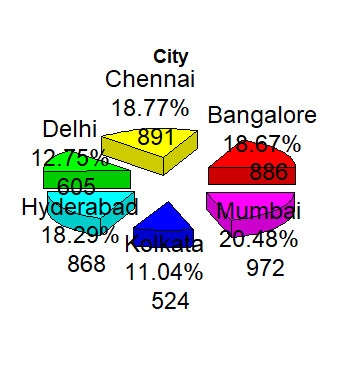 City
Chennai
18.77%
891
Bangalore
18.67%
886
Delhi
12.75%
605
Hyderabad
18.29%
868
Kolkata
11.04%
524
Mumbai
20.48%
972